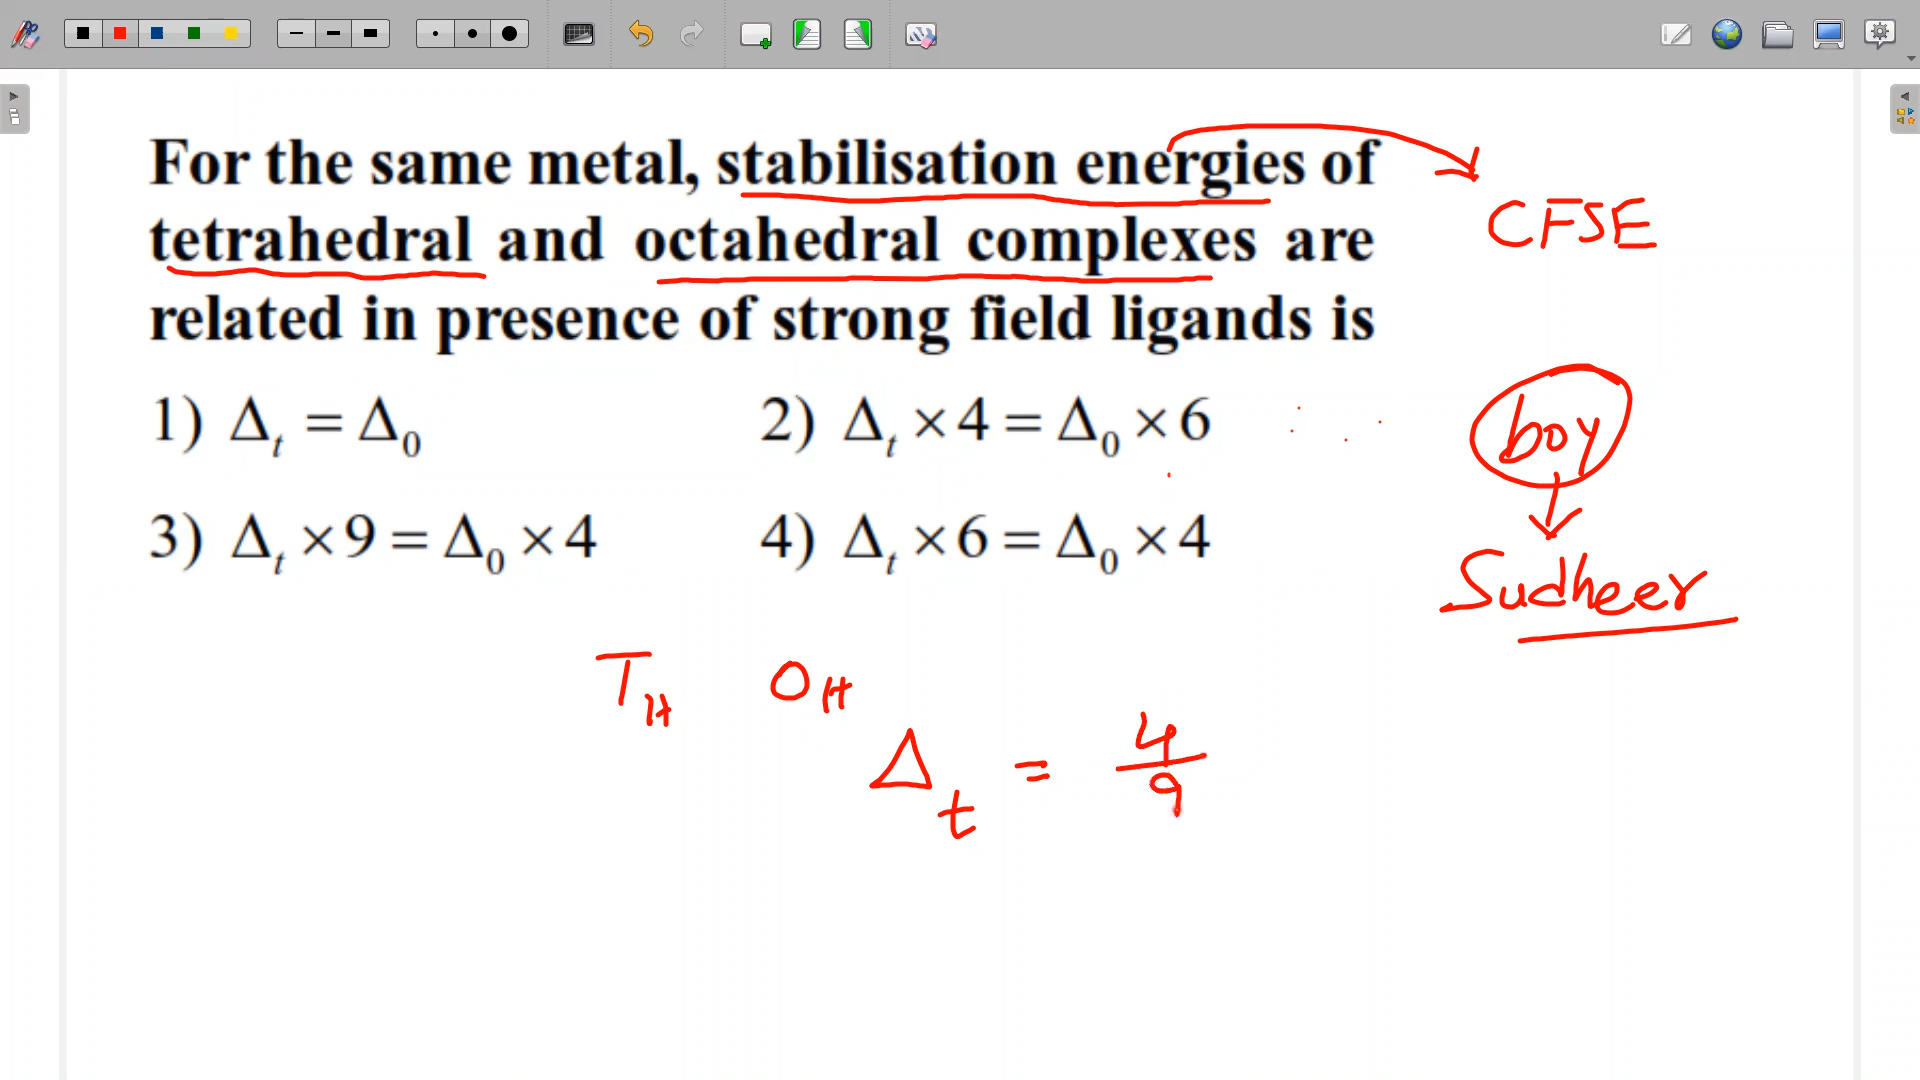 For the same metal, stabilisation energies of
tetrahedral and octahedral complexes are
related in presence of strong field ligands is
CFSE
1) Δt = Δ0
2) Δt × 4 = Δ0 × 6
3) Δt × 9 = Δ0 × 4
4) Δt × 6 = Δ0 × 4
boy
Sudheer
TH OH
Δt = 4/9